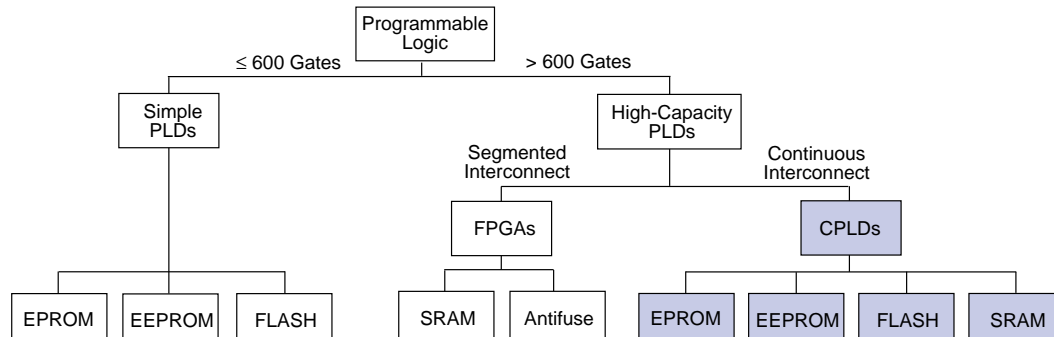 Programmable
Logic
≤ 600 Gates
> 600 Gates
Simple
PLDs
High-Capacity
PLDs
Segmented
Interconnect
Continuous
Interconnect
FPGAs
CPLDs
EPROM
EEPROM
FLASH
SRAM
Antifuse
EPROM
EEPROM
FLASH
SRAM